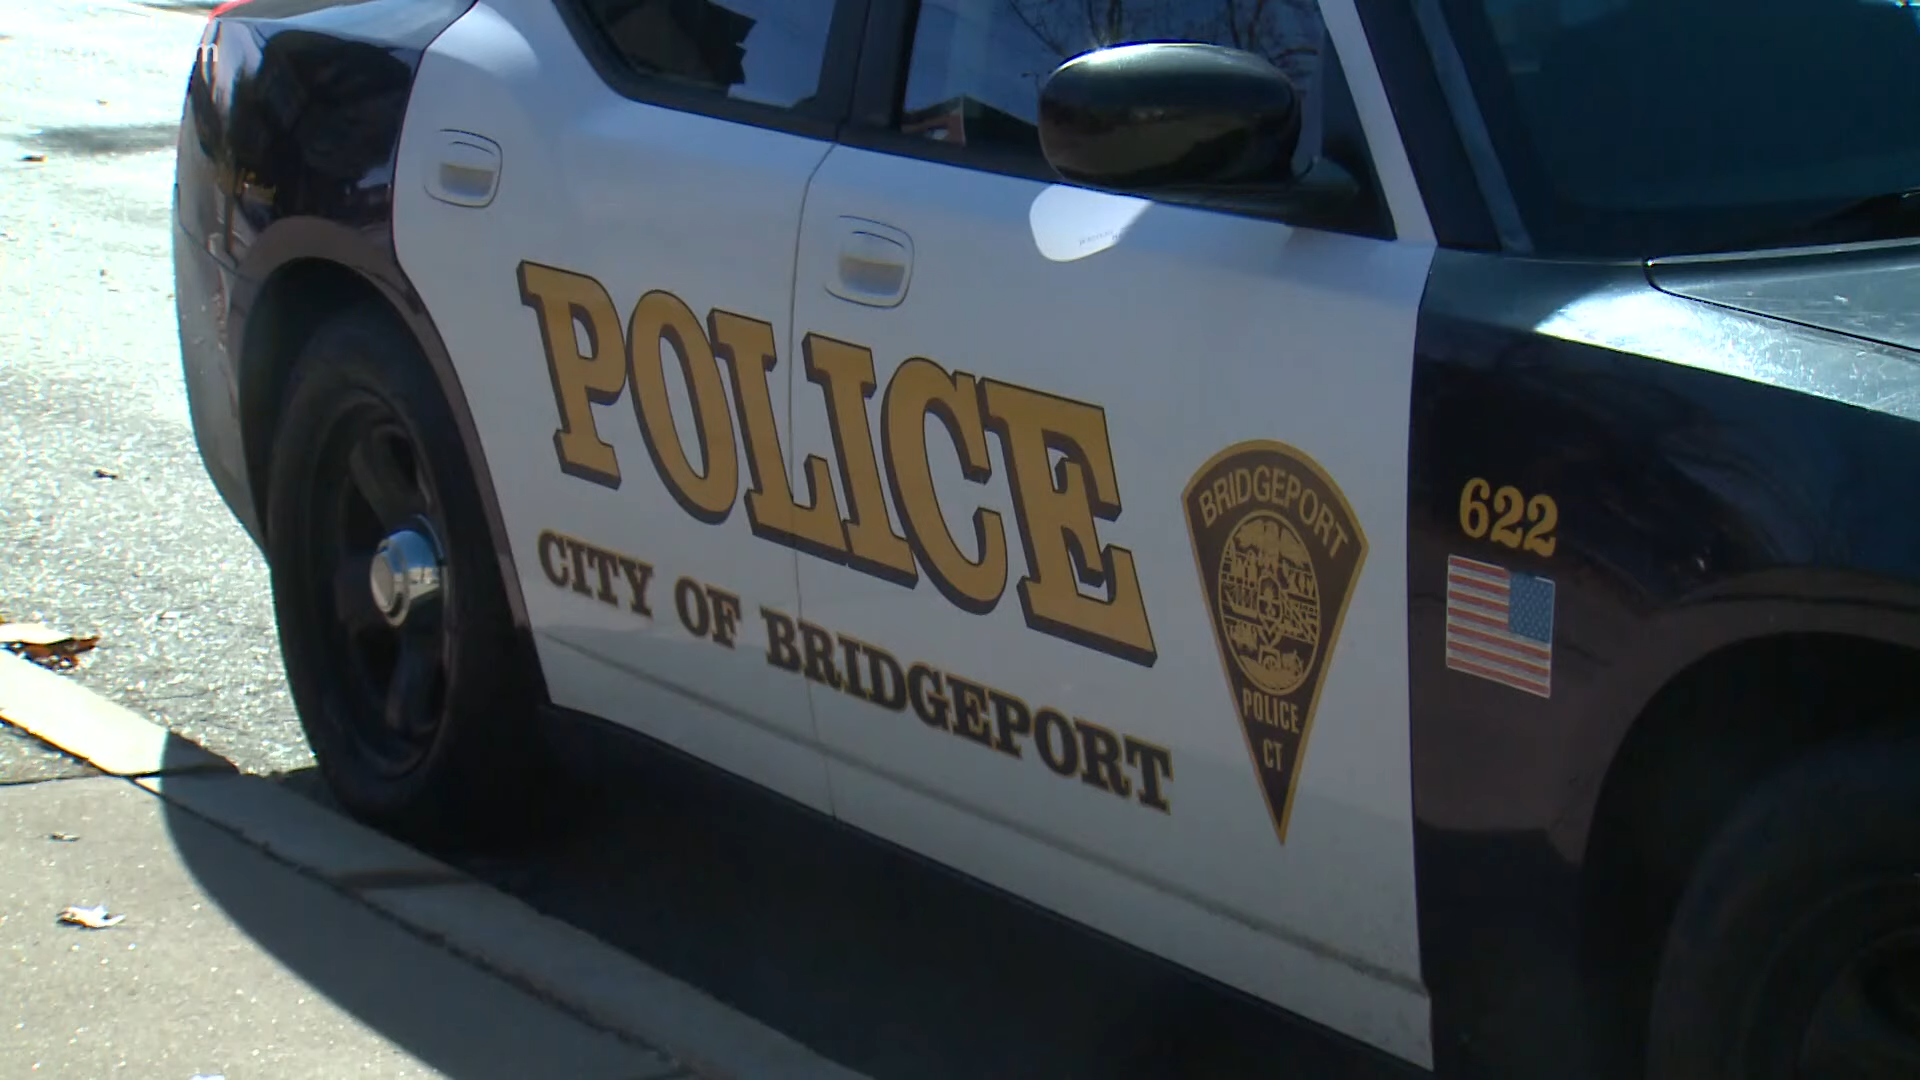 POLICE
CITY OF BRIDGEPORT
BRIDGEPORT
POLICE
CT
622